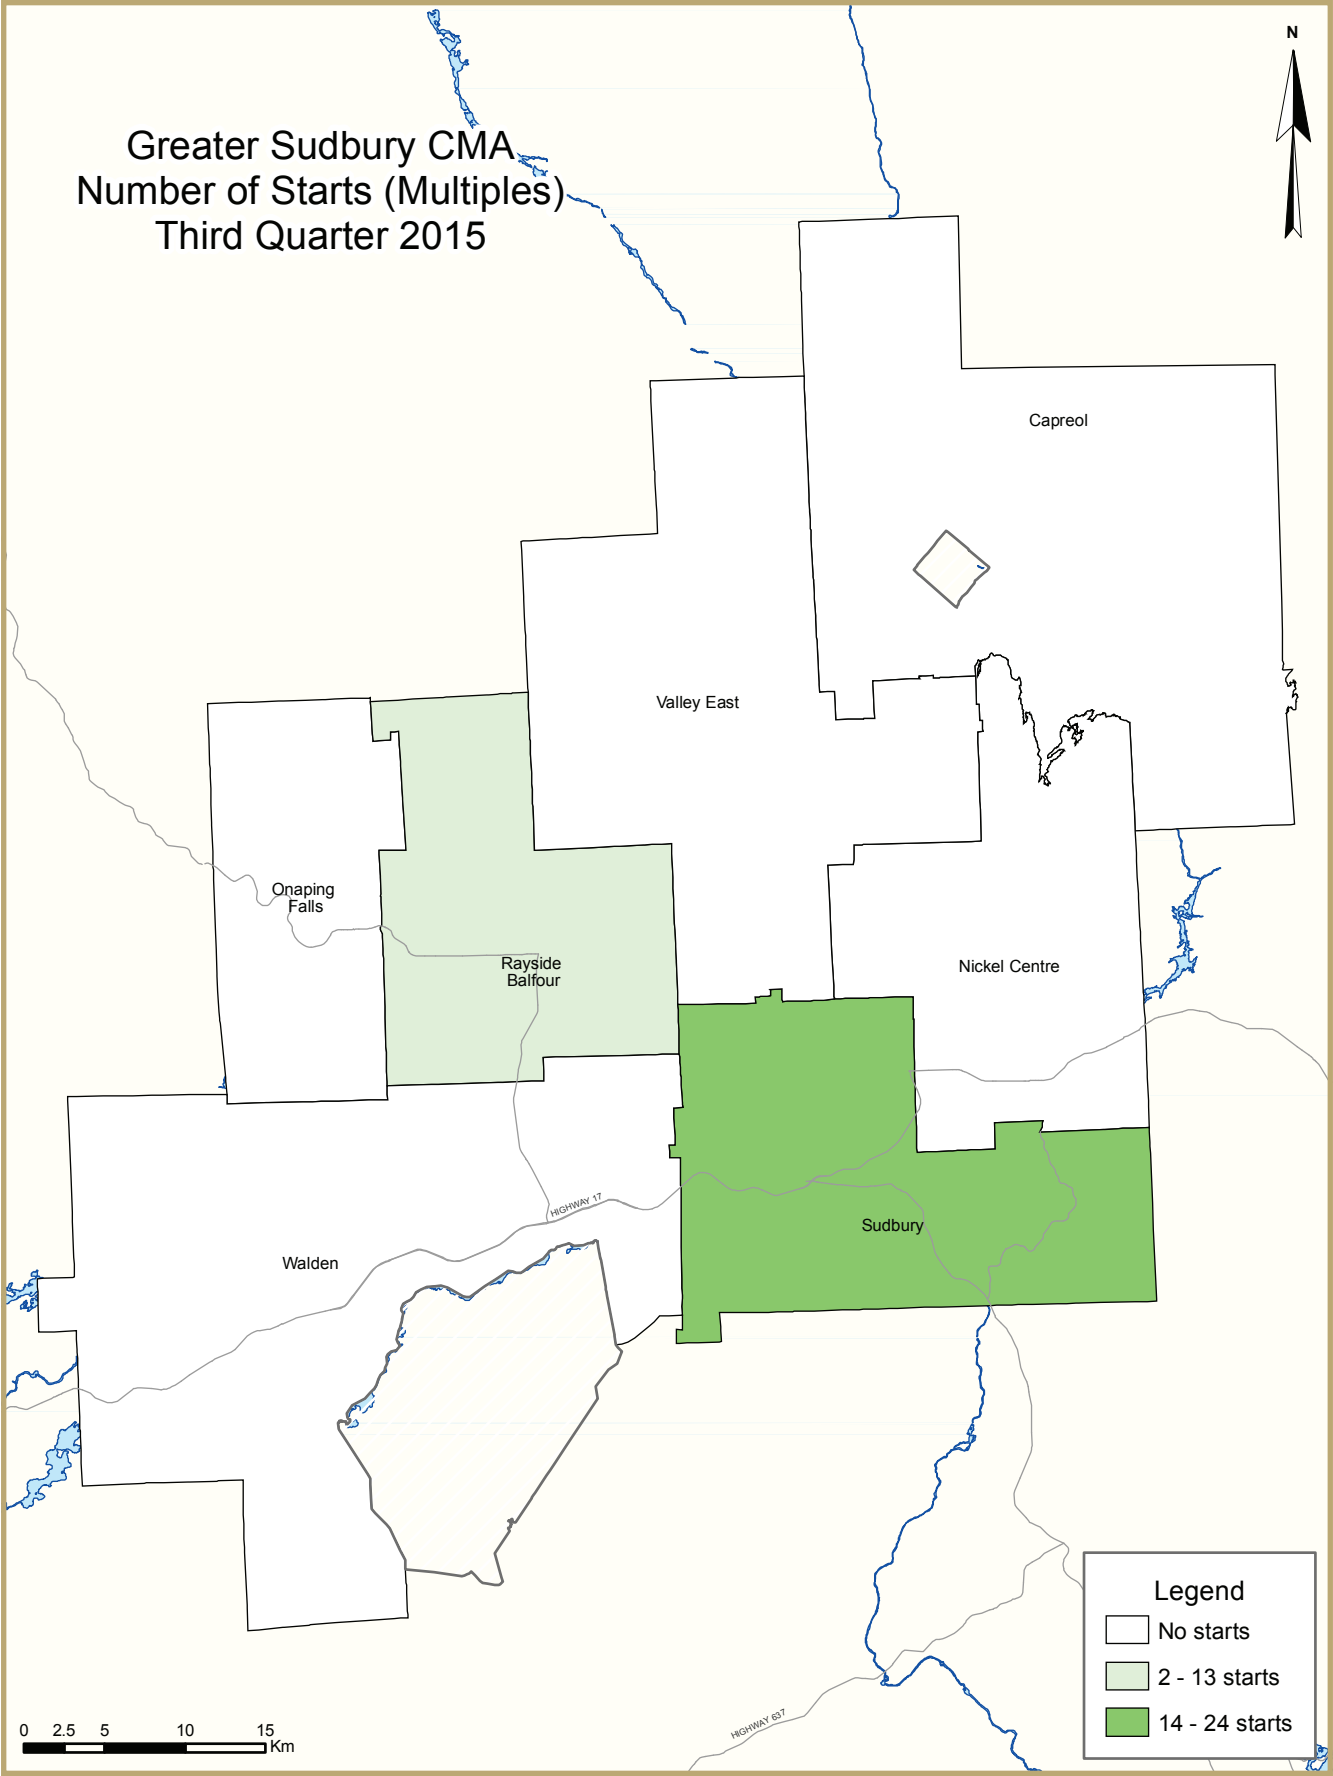 N
Greater Sudbury CMA
Number of Starts (Multiples)
Third Quarter 2015
Capreol
Valley East
Onaping
Falls
Rayside
Balfour
Nickel Centre
HIGHWAY 17
Sudbury
Walden
HIGHWAY 637
Legend
No starts
2 - 13 starts
14 - 24 starts
0 2.5 5 10 15
Km